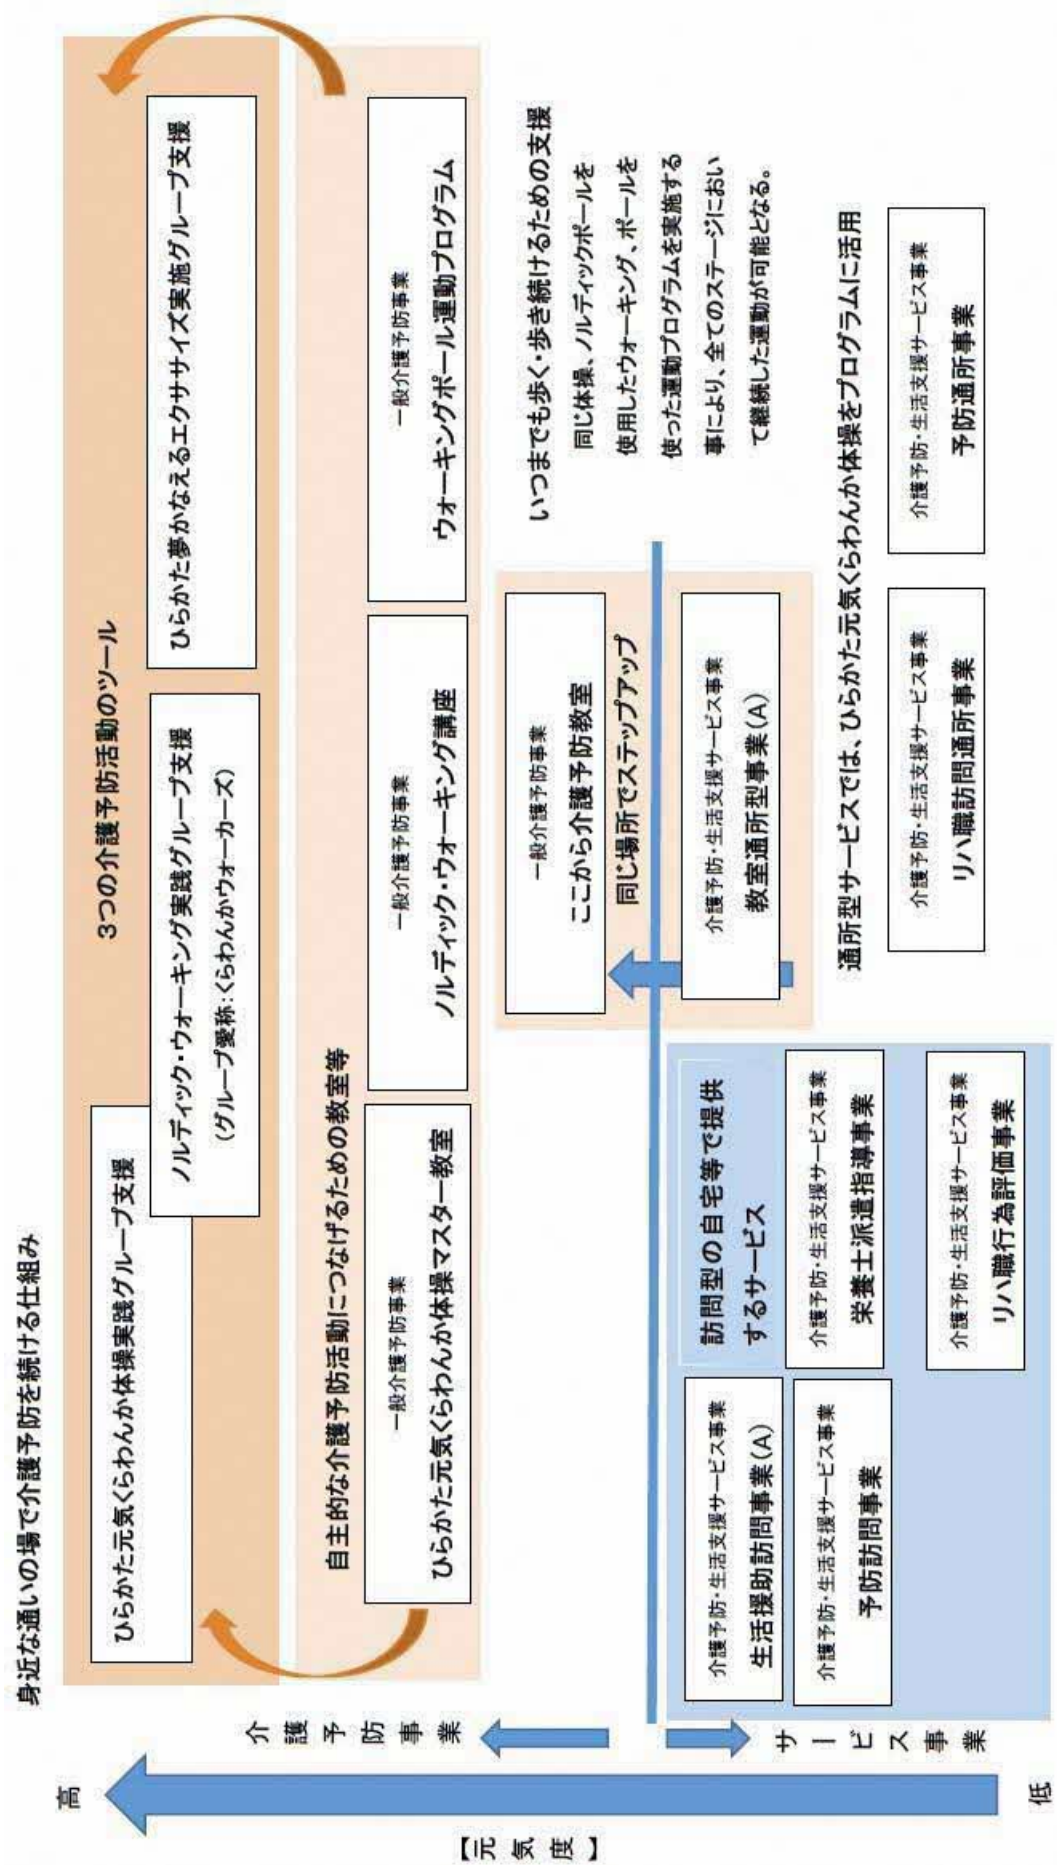 身近な通いの場で介護予防を続ける仕組み
高
【元気度】
低
介護予防事業
サービス事業
3つの介護予防活動のツール
ひらかた元気くらわんか体操実践グループ支援
ノルディック・ウォーキング実践グループ支援
(グループ愛称:くらわんかウォーカーズ)
ひらかた夢かなえるエクササイズ実施グループ支援
自主的な介護予防活動につなげるための教室等
一般介護予防事業
ひらかた元気くらわんか体操マスター教室
一般介護予防事業
ノルディック・ウォーキング講座
一般介護予防事業
ウォーキングポール運動プログラム
一般介護予防事業
ここから介護予防教室
同じ場所でステップアップ
介護予防・生活支援サービス事業
教室通所型事業(A)
いつまでも歩く・歩き続けるための支援
同じ体操、ノルディックポールを
使用したウォーキング、ポールを
使った運動プログラムを実施する
事により、全てのステージにおい
て継続した運動が可能となる。
訪問型の自宅等で提供
するサービス
介護予防・生活支援サービス事業
生活援助訪問事業(A)
介護予防・生活支援サービス事業
予防訪問事業
介護予防・生活支援サービス事業
栄養士派遣指導事業
介護予防・生活支援サービス事業
リハ職行為評価事業
通所型サービスでは、ひらかた元気くらわんか体操をプログラムに活用
介護予防・生活支援サービス事業
リハ職訪問通所事業
介護予防・生活支援サービス事業
予防通所事業